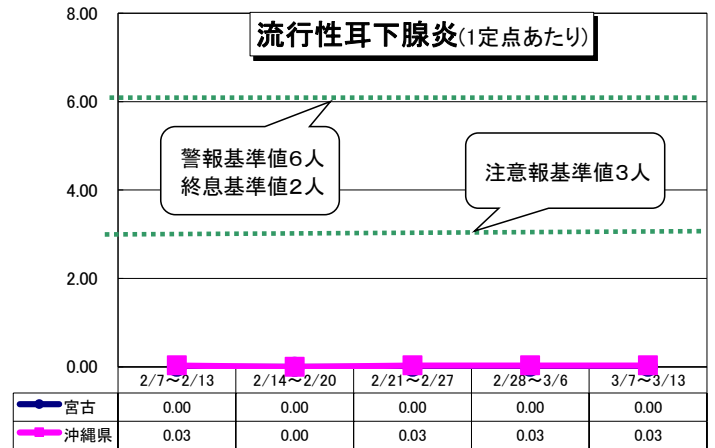 流行性耳下腺炎(1定点あたり)
8.00
6.00
警報基準値6人
終息基準値2人
注意報基準値3人
4.00
2.00
0.00
2/7~2/13 2/14~2/20 2/21~2/27 2/28~3/6 3/7~3/13
宮古 0.00 0.00 0.00 0.00 0.00
沖縄県 0.03 0.00 0.03 0.03 0.03